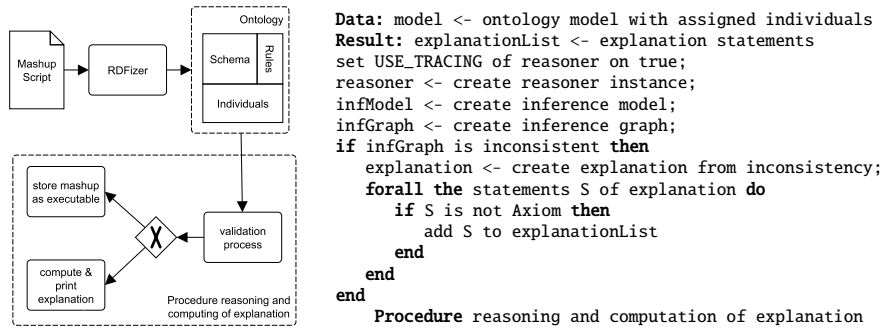 Mashup
Script
RDFizer
Ontology
Schema
Rules
Individuals
store mashup
as executable
X
validation
process
compute &
print
explanation
Procedure reasoning and
computing of explanation
Data: model <- ontology model with assigned individuals
Result: explanationList <- explanation statements
set USE_TRACING of reasoner on true;
reasoner <- create reasoner instance;
infModel <- create inference model;
infGraph <- create inference graph;
if infGraph is inconsistent then
explanation <- create explanation from inconsistency;
forall the statements S of explanation do
if S is not Axiom then
add S to explanationList
end
end
end
Procedure reasoning and computation of explanation